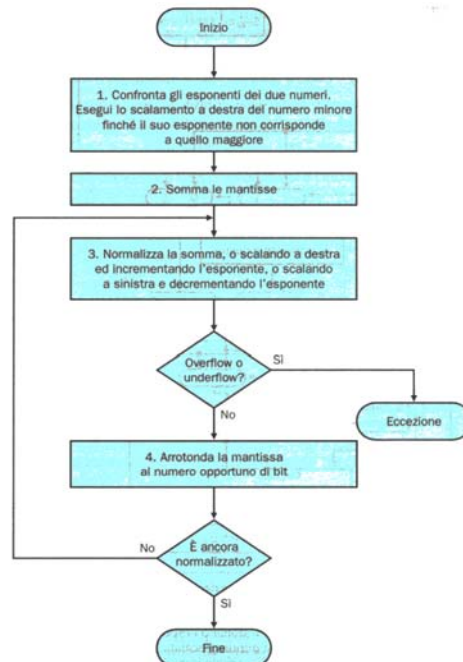 Inizio
1. Confronta gli esponenti dei due numeri.
Esegui lo scalamento a destra del numero minore
finché il suo esponente non corrisponde
a quello maggiore
2. Somma le mantisse
3. Normalizza la somma, o scalando a destra
ed incrementando l'esponente, o scalando
a sinistra e decrementando l'esponente
Overflow o
underflow?
Sì
No
Eccezione
4. Arrotonda la mantissa
al numero opportuno di bit
È ancora
normalizzato?
No
Sì
Fine